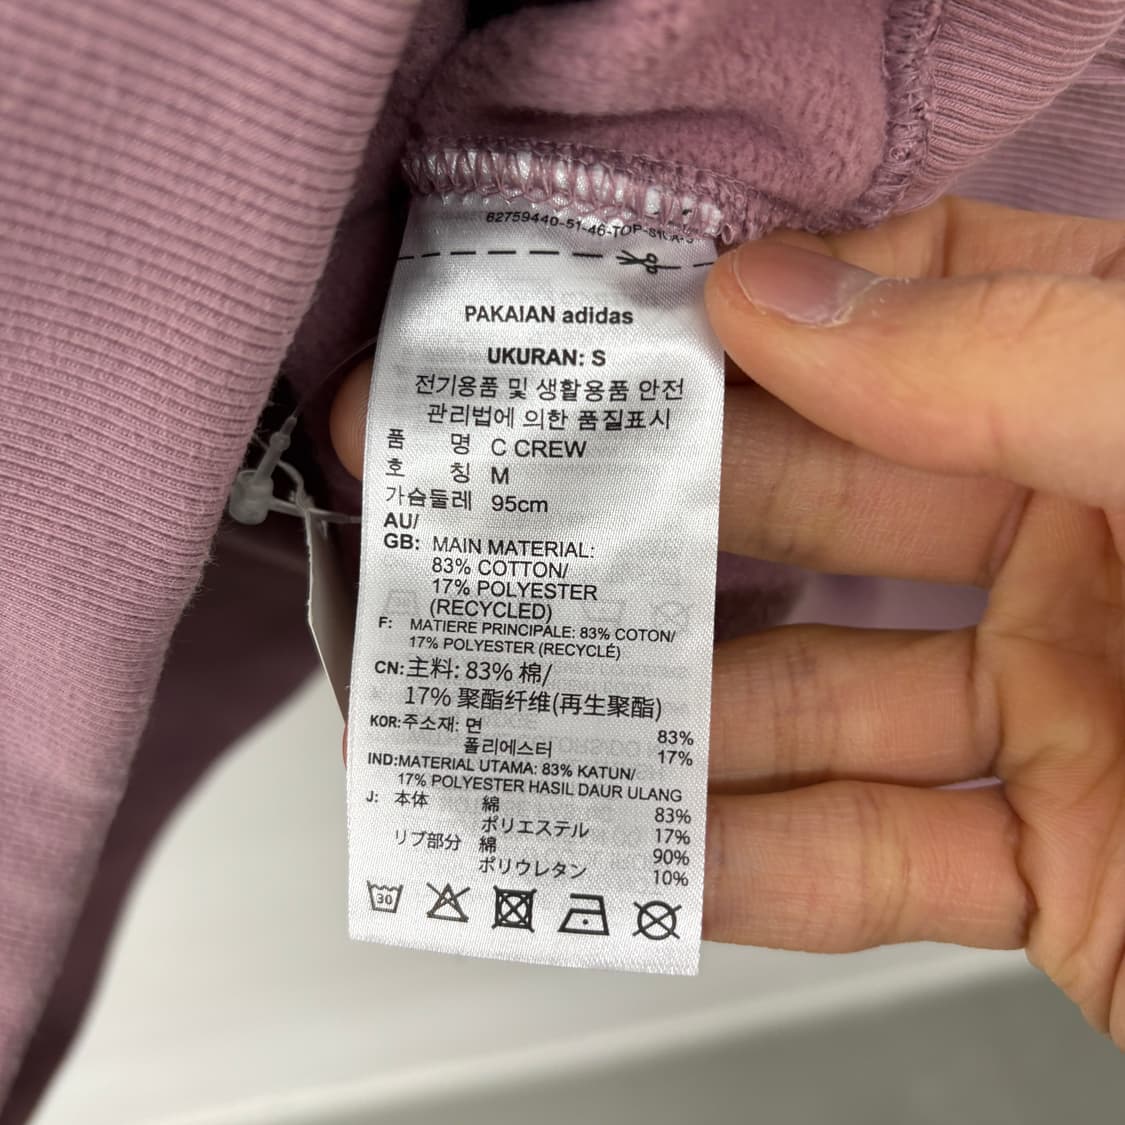 62759440-51-46-TOP-
PAKAIAN adidas
UKURAN: S
전기용품 및 생활용품 안전
관리법에 의한 품질표시
품 명 C CREW
호 칭 M
가슴둘레 95cm
AU/
GB: MAIN MATERIAL:
83% COTTON/
17% POLYESTER
(RECYCLED)
F: MATIERE PRINCIPALE: 83% COTON/
17% POLYESTER (RECYCLÉ)
CN:主料: 83% 棉/
17% 聚酯纤维(再生聚酯)
KOR:주소재: 면 83%
폴리에스터 17%
IND:MATERIAL UTAMA: 83% KATUN/
17% POLYESTER HASIL DAUR ULANG
J: 本体 綿 83%
ポリエステル 17%
リブ部分 綿 90%
ポリウレタン 10%
30